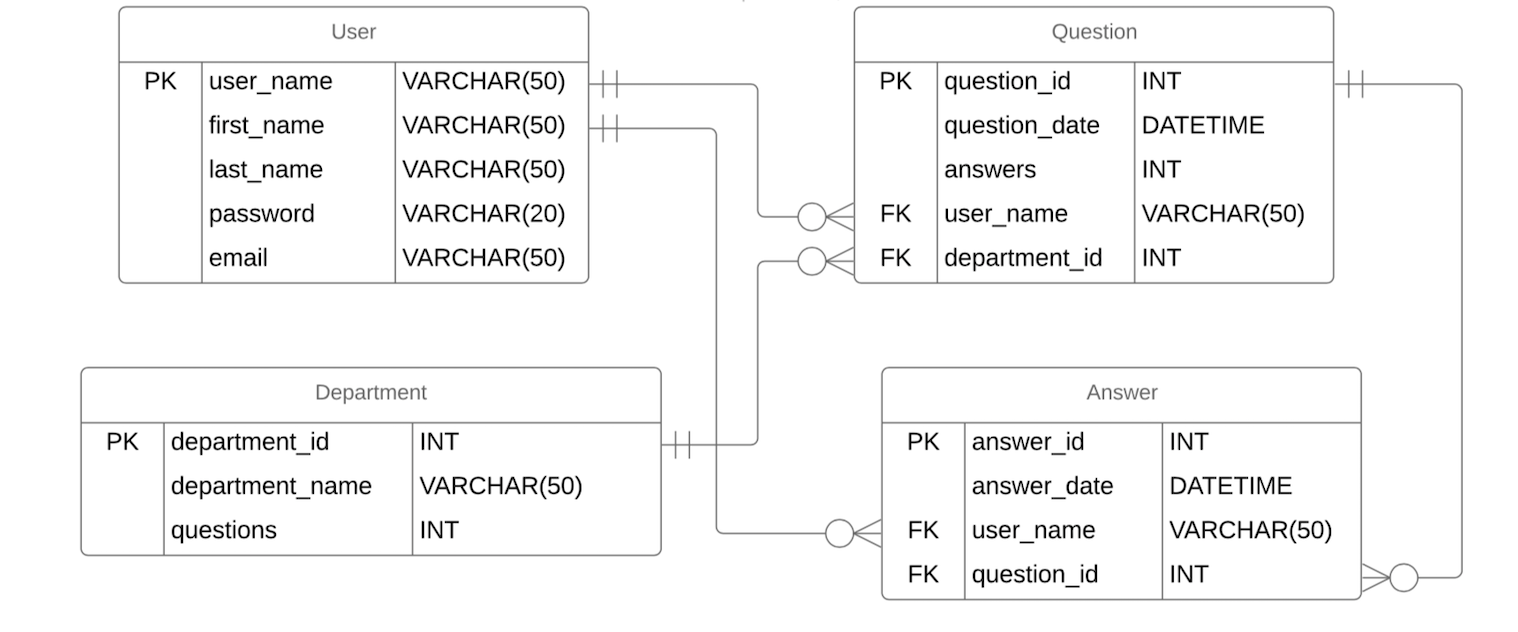 User
PK user_name VARCHAR(50)
first_name VARCHAR(50)
last_name VARCHAR(50)
password VARCHAR(20)
email VARCHAR(50)
Question
PK question_id INT
question_date DATETIME
answers INT
FK user_name VARCHAR(50)
FK department_id INT
Department
PK department_id INT
department_name VARCHAR(50)
questions INT
Answer
PK answer_id INT
answer_date DATETIME
FK user_name VARCHAR(50)
FK question_id INT